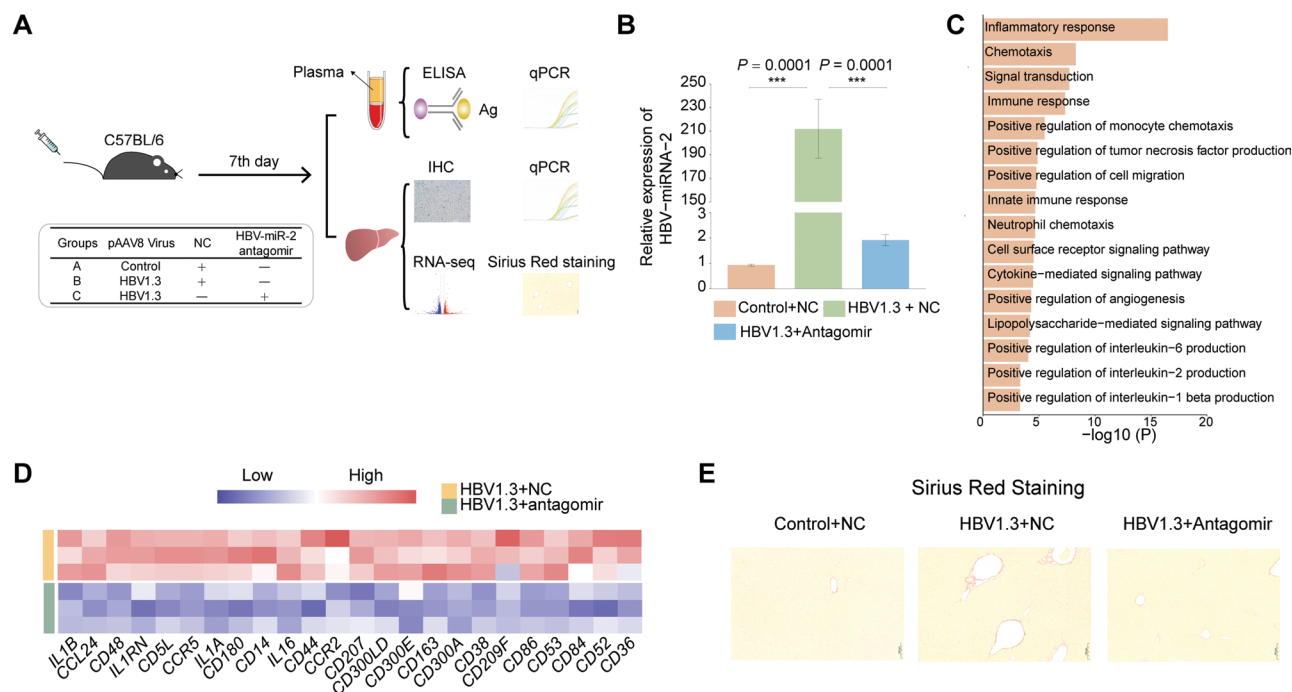 A
Plasma
ELISA
qPCR
Ag
C57BL/6
7th day
IHC
qPCR
RNA-seq
Sirius Red staining
Groups pAAV8 Virus NC HBV-miR-2 antagomir
A Control + —
B HBV1.3 + —
C HBV1.3 — +
B
P = 0.0001 P = 0.0001
*** ***
Relative expression of
HBV−miRNA−2
250
230
210
190
170
150
3
2
1
0
Control+NC
HBV1.3 + NC
HBV1.3+Antagomir
C
Inflammatory response
Chemotaxis
Signal transduction
Immune response
Positive regulation of monocyte chemotaxis
Positive regulation of tumor necrosis factor production
Positive regulation of cell migration
Innate immune response
Neutrophil chemotaxis
Cell surface receptor signaling pathway
Cytokine−mediated signaling pathway
Positive regulation of angiogenesis
Lipopolysaccharide−mediated signaling pathway
Positive regulation of interleukin−6 production
Positive regulation of interleukin−2 production
Positive regulation of interleukin−1 beta production
0 5 10 15 20
−log10 (P)
D
Low High
HBV1.3+NC
HBV1.3+antagomir
IL1B CCL24 CD48 IL1RN CD5L CCR5 IL1A CD180 CD14 IL16 CD44 CCR2 CD207 CD300LD CD300E CD163 CD300A CD38 CD209F CD86 CD53 CD84 CD52 CD36
E
Sirius Red Staining
Control+NC HBV1.3+NC HBV1.3+Antagomir